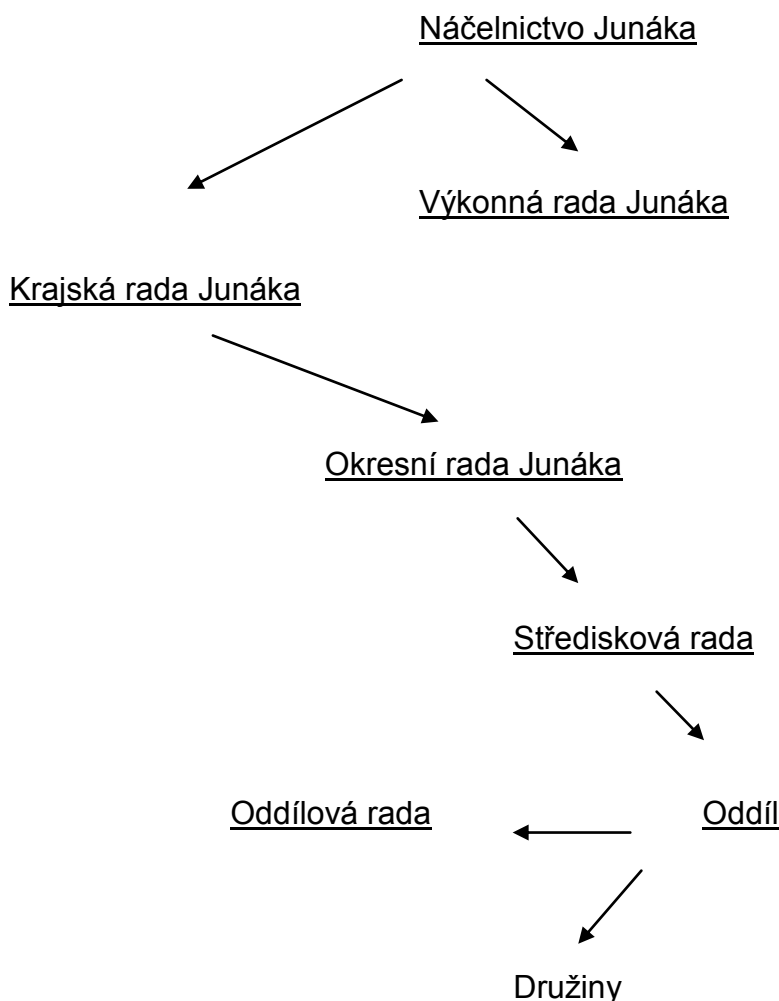 Náčelnictvo Junáka
Výkonná rada Junáka
Krajská rada Junáka
Okresní rada Junáka
Středisková rada
Oddílová rada
Oddíl
Družiny